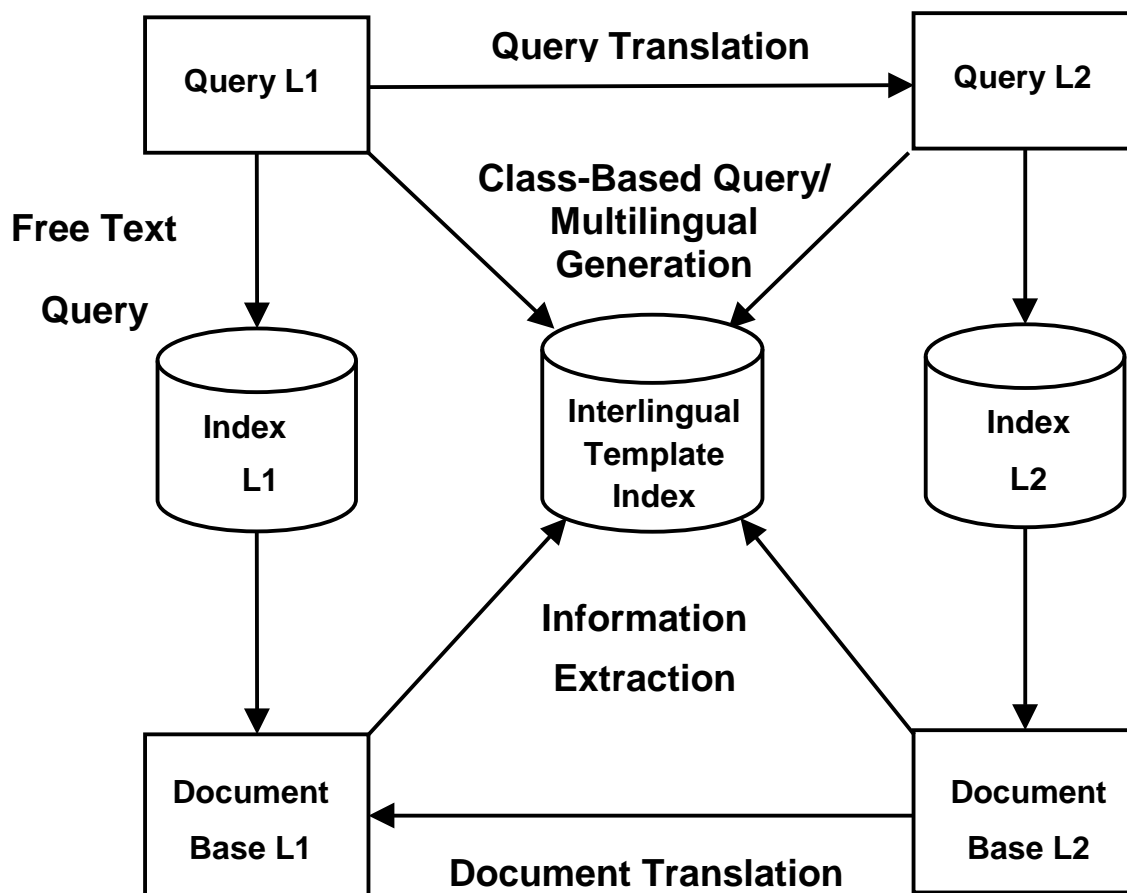 Query Translation
Query L1
Query L2
Class-Based Query/
Multilingual
Generation
Free Text
Query
Index
L1
Interlingual
Template
Index
Index
L2
Information
Extraction
Document
Base L1
Document
Base L2
Document Translation